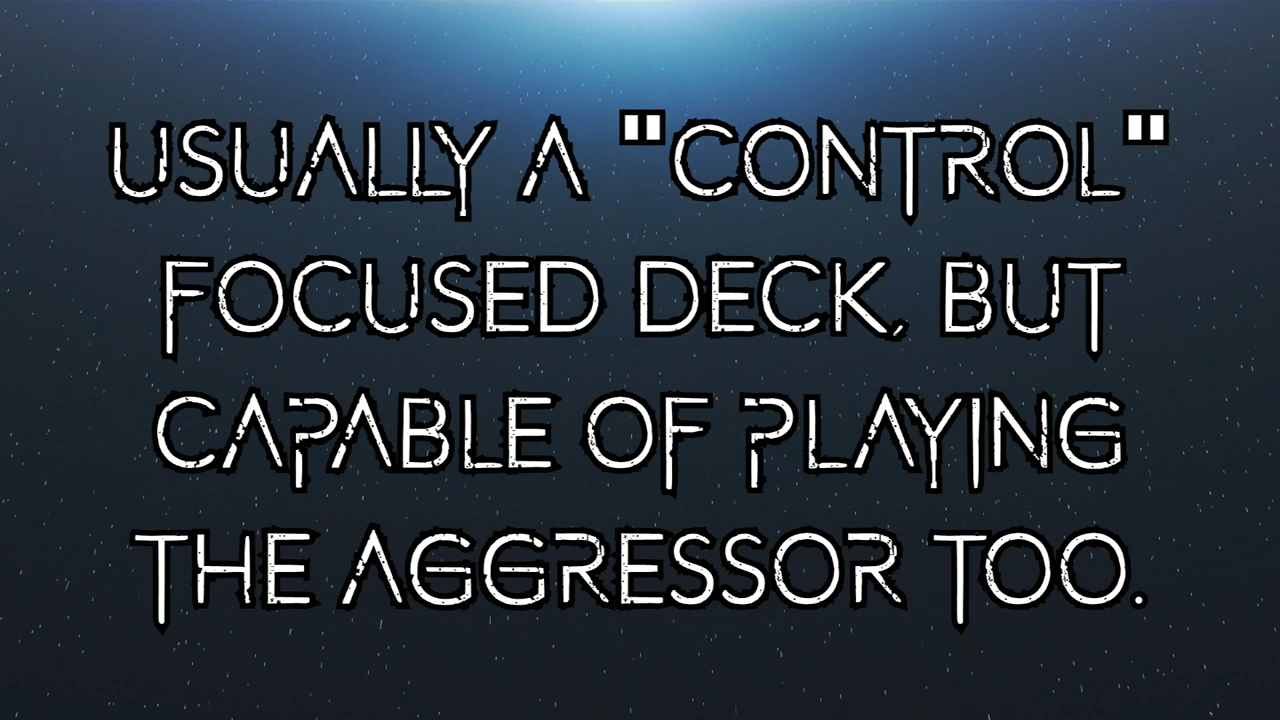 USUALLY A "CONTROL"
FOCUSED DECK, BUT
CAPABLE OF PLAYING
THE AGGRESSOR TOO.